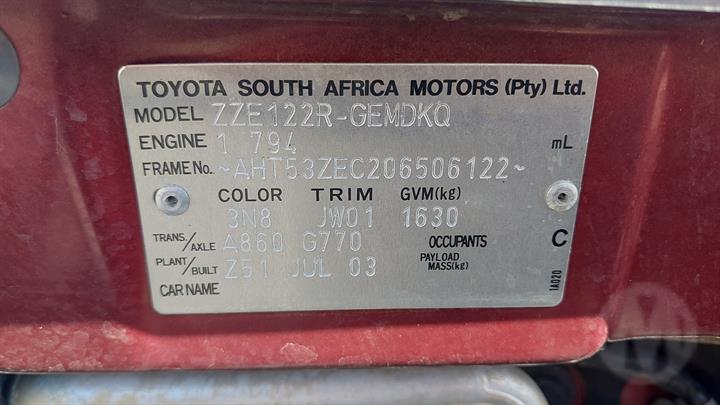 TOYOTA SOUTH AFRICA MOTORS (Pty) Ltd.
MODEL ZZE122R-GEMDKQ
ENGINE 1 794 mL
FRAME No. ~AHT53ZEC206506122~
COLOR TRIM GVM(kg)
3N8 JW01 1630
TRANS/AXLE A860 G770 OCCUPANTS C
PLANT/BUILT Z51 JUL 03 PAYLOAD MASS(kg)
CAR NAME
1A020
M